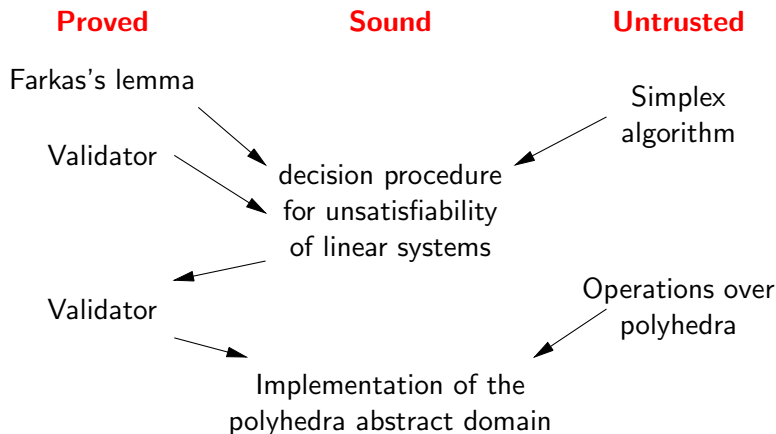 Proved Sound Untrusted
Farkas's lemma
Simplex
algorithm
Validator
decision procedure
for unsatisfiability
of linear systems
Operations over
polyhedra
Validator
Implementation of the
polyhedra abstract domain